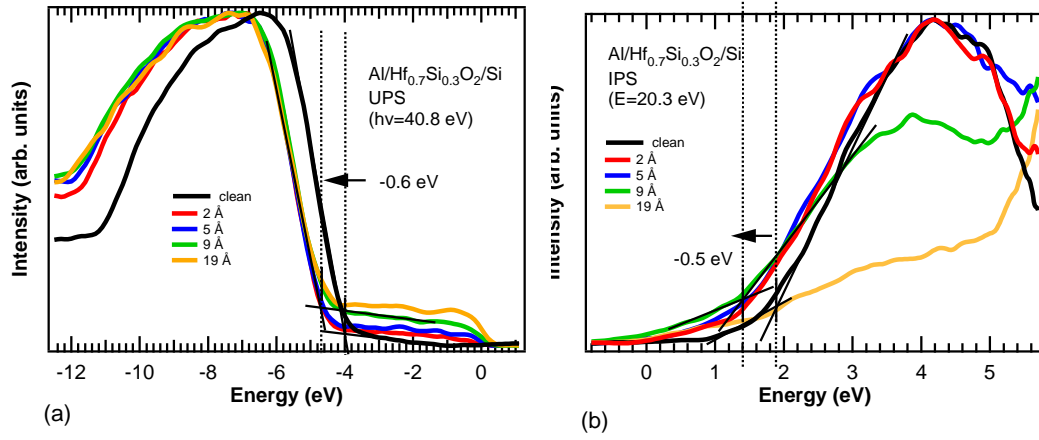 Intensity (arb. units)
Al/Hf0.7Si0.3O2/Si
UPS
(hv=40.8 eV)
-0.6 eV
clean
2 Å
5 Å
9 Å
19 Å
-12 -10 -8 -6 -4 -2 0
Energy (eV)
(a)
Intensity (arb. units)
Al/Hf0.7Si0.3O2/Si
IPS
(E=20.3 eV)
clean
2 Å
5 Å
9 Å
19 Å
-0.5 eV
0 1 2 3 4 5
Energy (eV)
(b)